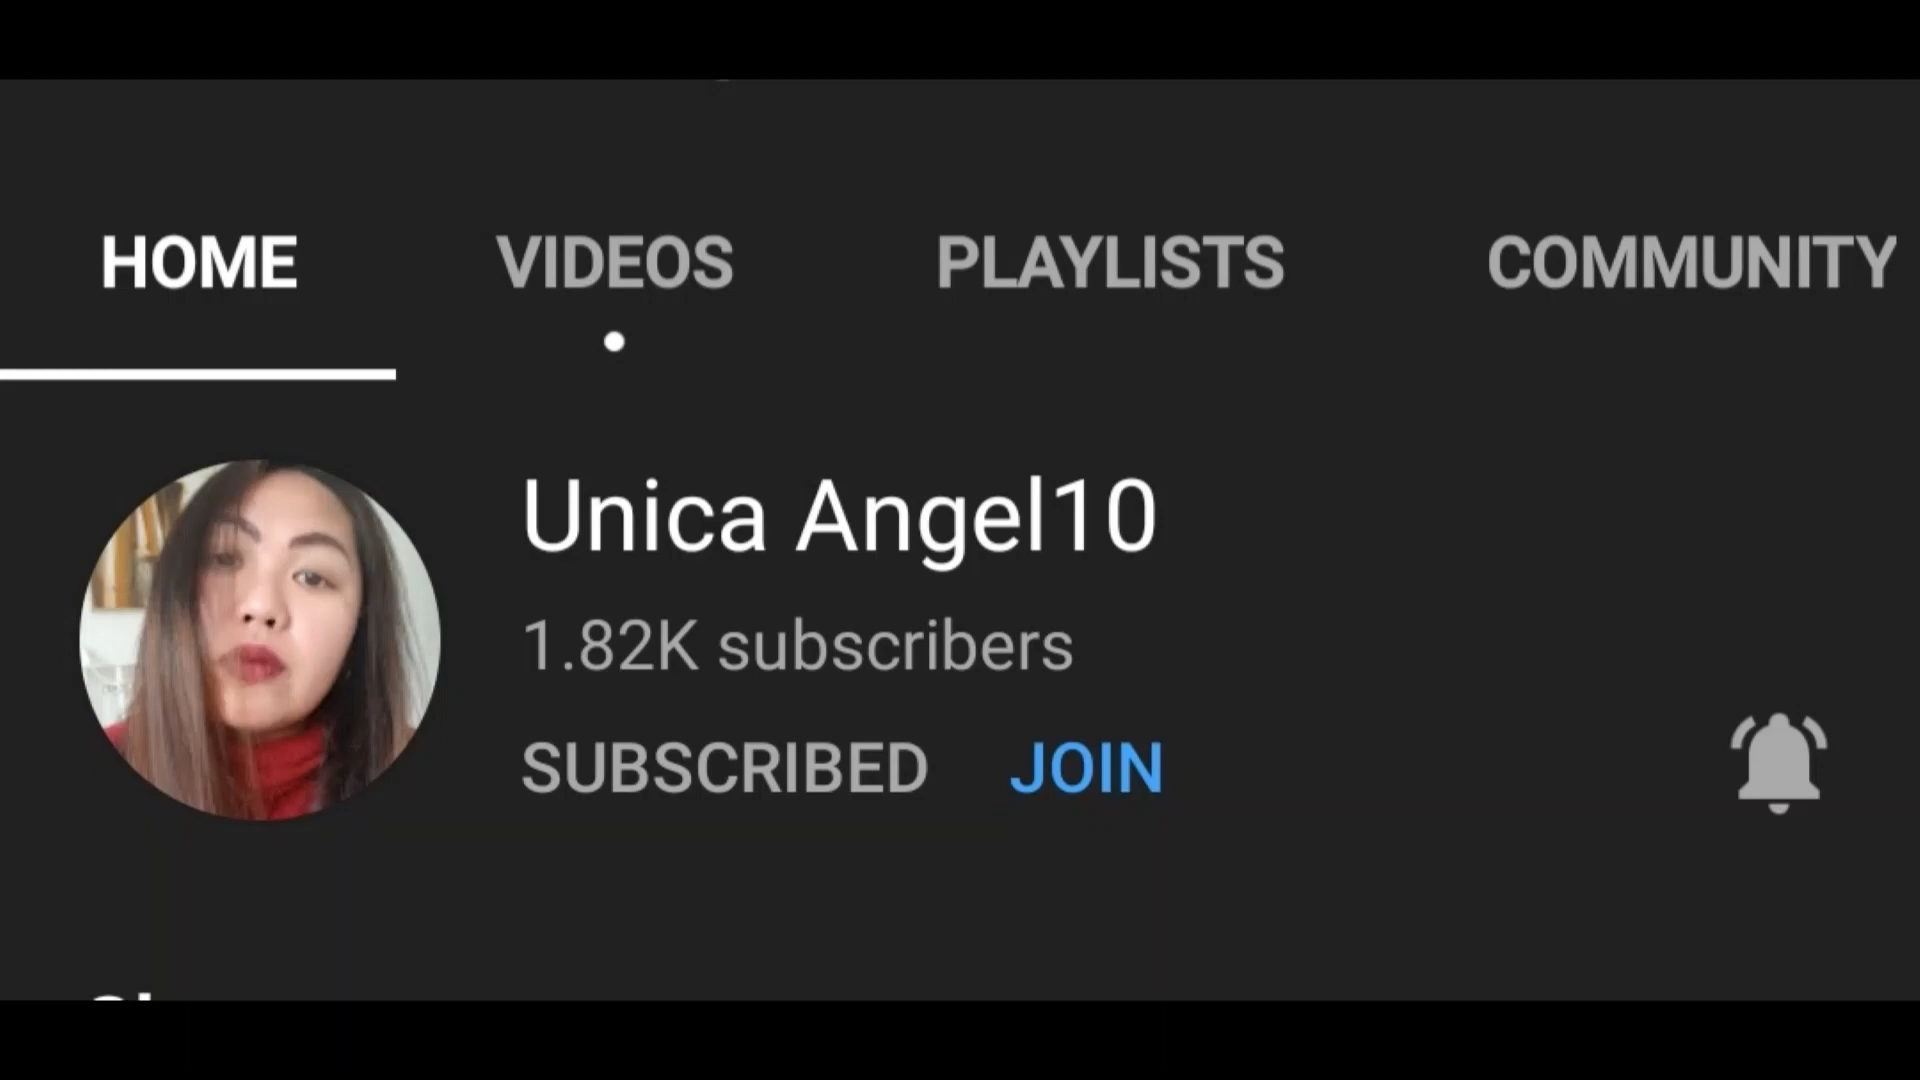 HOME VIDEOS PLAYLISTS COMMUNITY
Unica Angel10
1.82K subscribers
SUBSCRIBED JOIN